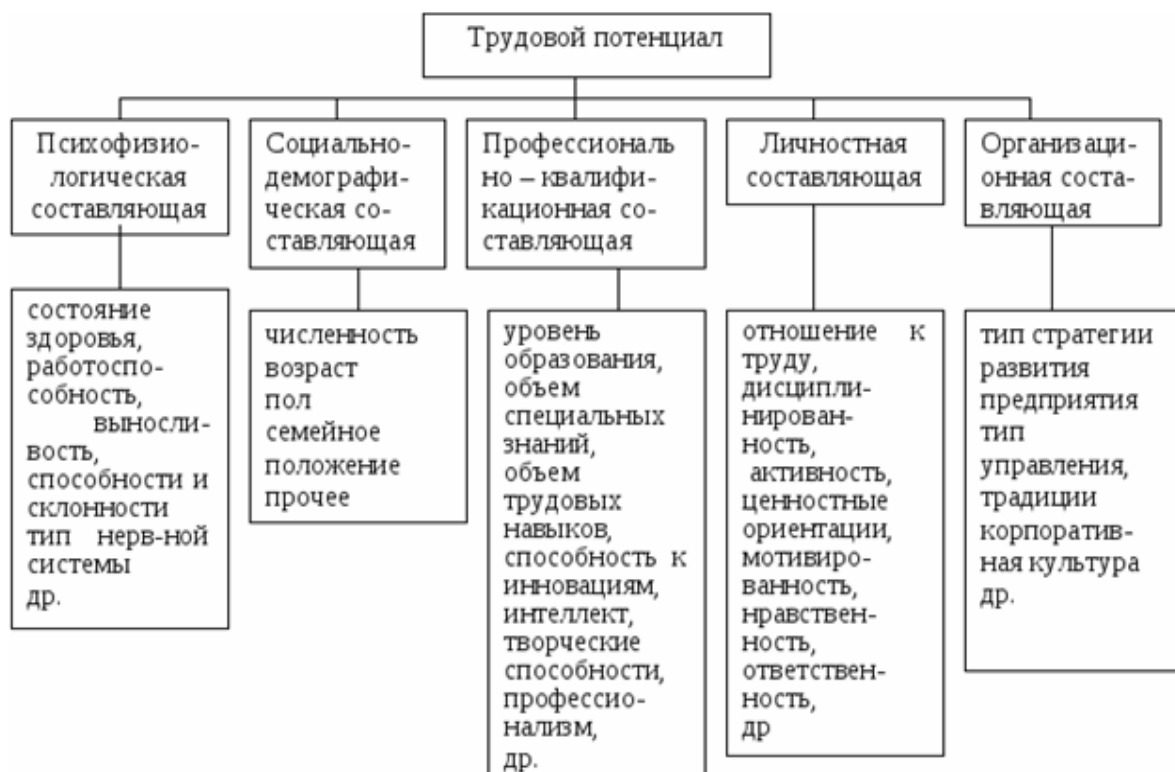 Трудовой потенциал
Психофизио-
логическая
составляющая
Социально-
демографи-
ческая со-
ставляющая
Профессиональ
но – квалифи-
кационная со-
ставляющая
Личностная
составляющая
Организаци-
онная соста-
вляющая
состояние
здоровья,
работоспо-
собность,
выносли-
вость,
способности и
склонности
тип нерв-ной
системы
др.
численность
возраст
пол
семейное
положение
прочее
уровень
образования,
объем
специальных
знаний,
объем
трудовых
навыков,
способность к
инновациям,
интеллект,
творческие
способности,
профессио-
нализм,
др.
отношение к
труду,
дисципли-
нирован-
ность,
активность,
ценностные
ориентации,
мотивиро-
ванность,
нравствен-
ность,
ответствен-
ность,
др
тип стратегии
развития
предприятия
тип
управления,
традиции
корпоратив-
ная культура
др.